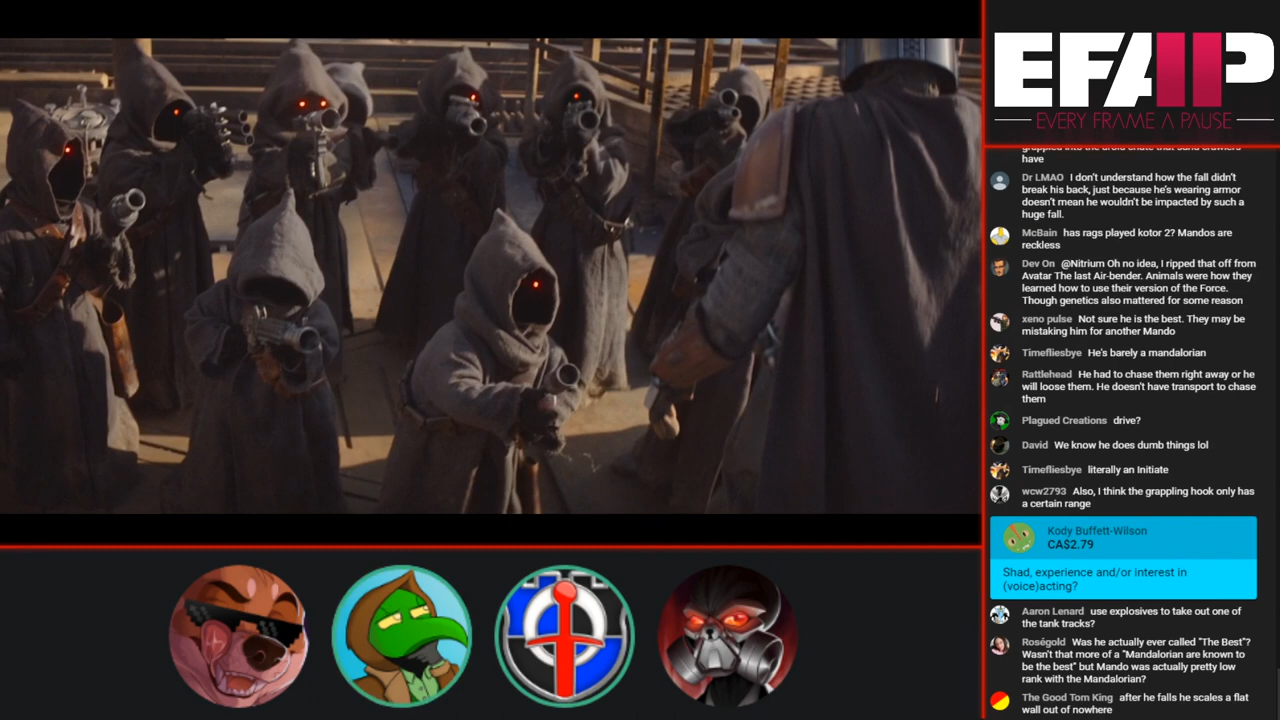 EFAP
EVERY FRAME A PAUSE
grappled into the droid chute that sand crawlers
have
Dr LMAO I don't understand how the fall didn't
break his back, just because he's wearing armor
doesn't mean he wouldn't be impacted by such a
huge fall.
McBain has rags played kotor 2? Mandos are
reckless
Dev On @Nitrium Oh no idea, I ripped that off from
Avatar The last Air-bender. Animals were how they
learned how to use their version of the Force.
Though genetics also mattered for some reason
xeno pulse Not sure he is the best. They may be
mistaking him for another Mando
Timefliesbye He's barely a mandalorian
Rattlehead He had to chase them right away or he
will loose them. He doesn't have transport to chase
them
Plagued Creations drive?
David We know he does dumb things lol
Timefliesbye literally an Initiate
wcw2793 Also, I think the grappling hook only has
a certain range
Kody Buffett-Wilson
CA$2.79
Shad, experience and/or interest in
(voice)acting?
Aaron Lenard use explosives to take out one of
the tank tracks?
Roségold Was he actually ever called "The Best"?
Wasn't that more of a "Mandalorian are known to
be the best" but Mando was actually pretty low
rank with the Mandalorian?
The Good Tom King after he falls he scales a flat
wall out of nowhere